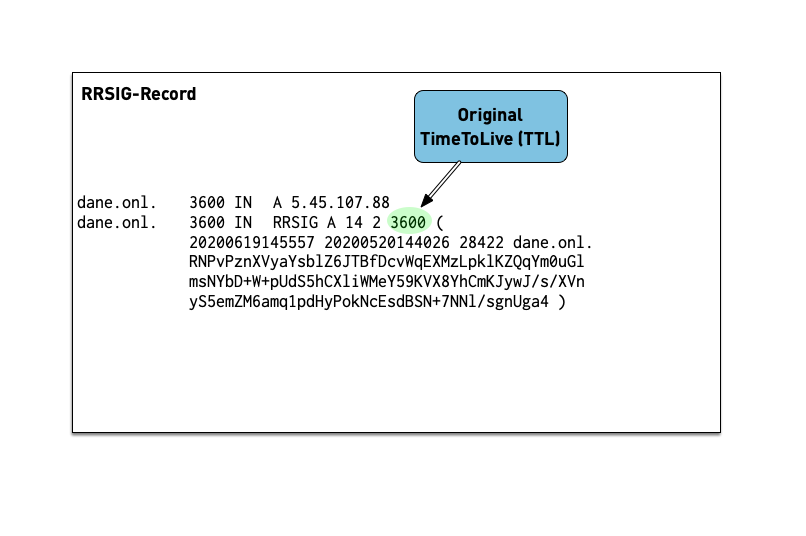 RRSIG-Record
Original
TimeToLive (TTL)
dane.onl. 3600 IN A 5.45.107.88
dane.onl. 3600 IN RRSIG A 14 2 3600 (
20200619145557 20200520144026 28422 dane.onl.
RNPvPznXVyaYsblZ6JTBfDcvWqEXMzLpklKZQqYm0uGl
msNYbD+W+pUdS5hCXliWMeY59KVX8YhCmKJywJ/s/XVn
yS5emZM6amq1pdHyPokNcEsdBSN+7NNl/sgnUga4 )